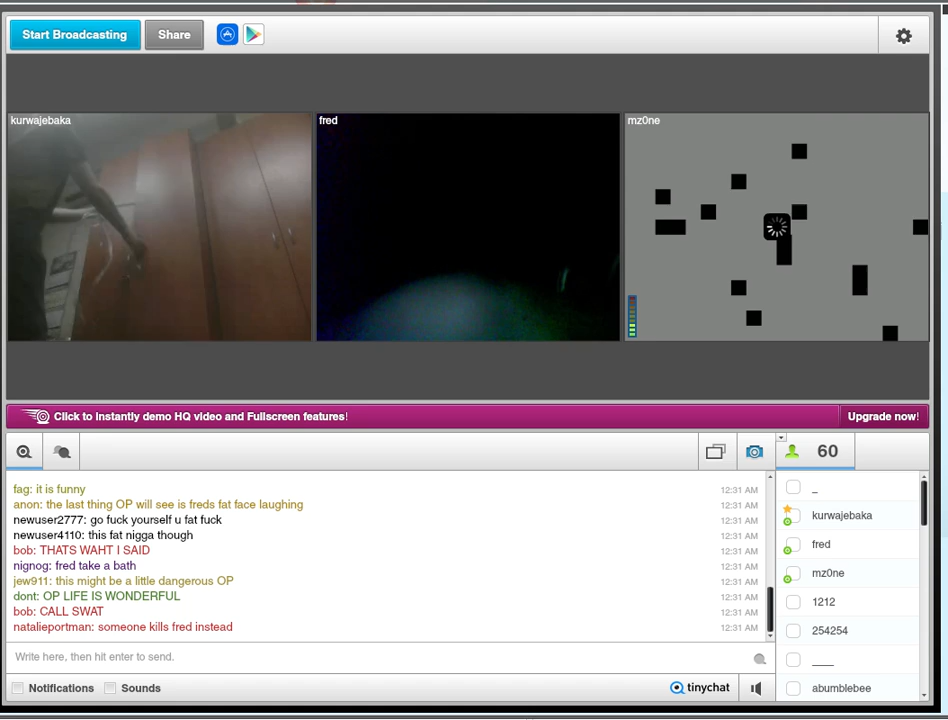 Start Broadcasting
Share
kurwajebaka
fred
mz0ne
Click to instantly demo HQ video and Fullscreen features!
Upgrade now!
60
fag: it is funny 12:31 AM
anon: the last thing OP will see is freds fat face laughing 12:31 AM
newuser2777: go fuck yourself u fat fuck 12:31 AM
newuser4110: this fat nigga though 12:31 AM
bob: THATS WAHT I SAID 12:31 AM
nignog: fred take a bath 12:31 AM
jew911: this might be a little dangerous OP 12:31 AM
dont: OP LIFE IS WONDERFUL 12:31 AM
bob: CALL SWAT 12:31 AM
natalieportman: someone kills fred instead 12:31 AM
_
kurwajebaka
fred
mz0ne
1212
254254
___
abumblebee
Write here, then hit enter to send.
Notifications
Sounds
tinychat